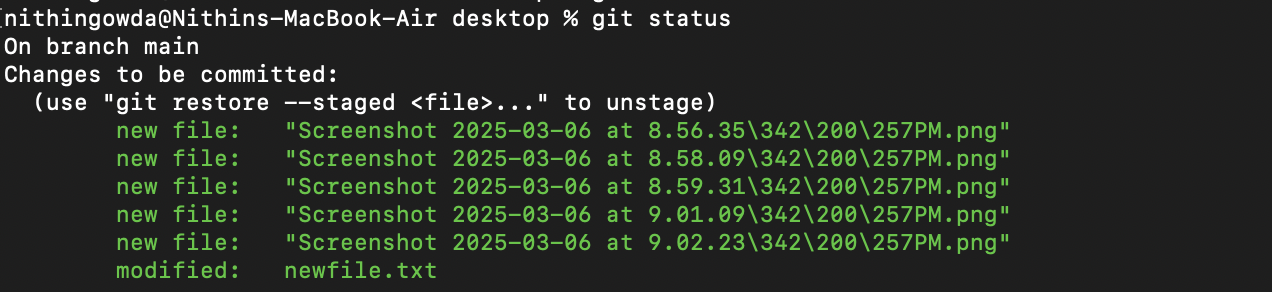 [nithingowda@Nithins-MacBook-Air desktop % git status
On branch main
Changes to be committed:
  (use "git restore --staged <file>..." to unstage)
        new file:   "Screenshot 2025-03-06 at 8.56.35\342\200\257PM.png"
        new file:   "Screenshot 2025-03-06 at 8.58.09\342\200\257PM.png"
        new file:   "Screenshot 2025-03-06 at 8.59.31\342\200\257PM.png"
        new file:   "Screenshot 2025-03-06 at 9.01.09\342\200\257PM.png"
        new file:   "Screenshot 2025-03-06 at 9.02.23\342\200\257PM.png"
        modified:   newfile.txt